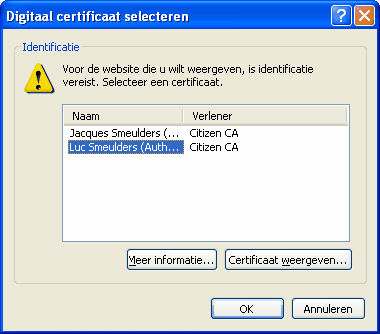 Digitaal certificaat selecteren
Identificatie
Voor de website die u wilt weergeven, is identificatie
vereist. Selecteer een certificaat.
Naam Verlener
Jacques Smeulders (... Citizen CA
Luc Smeulders (Auth... Citizen CA
Meer informatie... Certificaat weergeven...
OK Annuleren